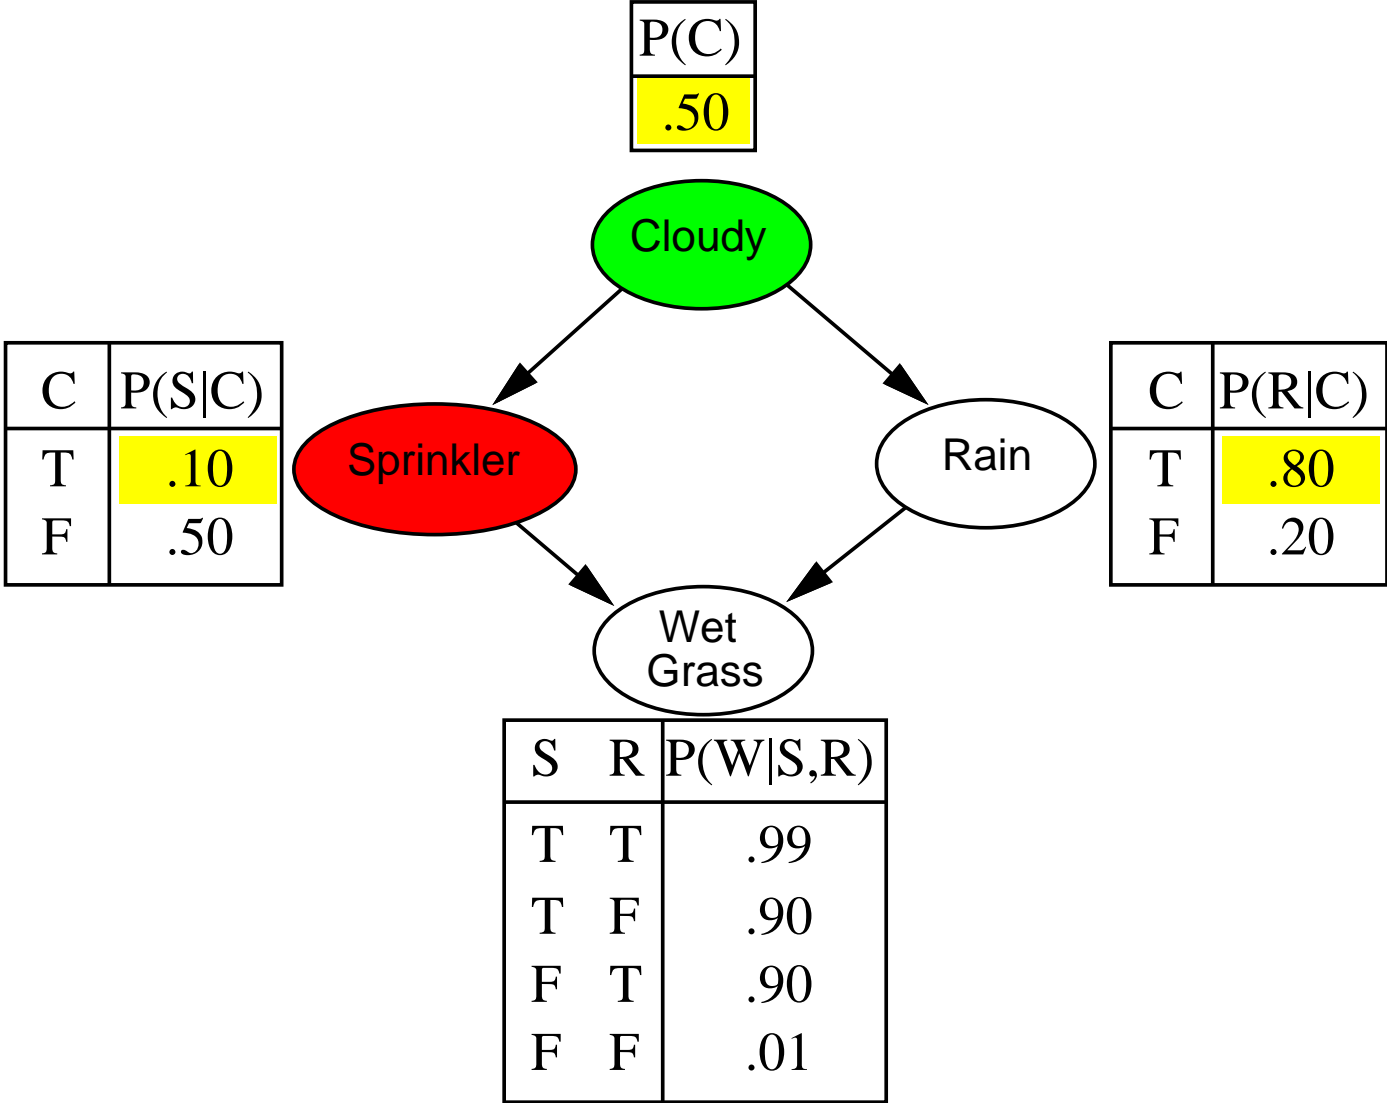 P(C)
.50
Cloudy
C P(S|C)
T .10
F .50
Sprinkler
Rain
C P(R|C)
T .80
F .20
Wet
Grass
S R P(W|S,R)
T T .99
T F .90
F T .90
F F .01